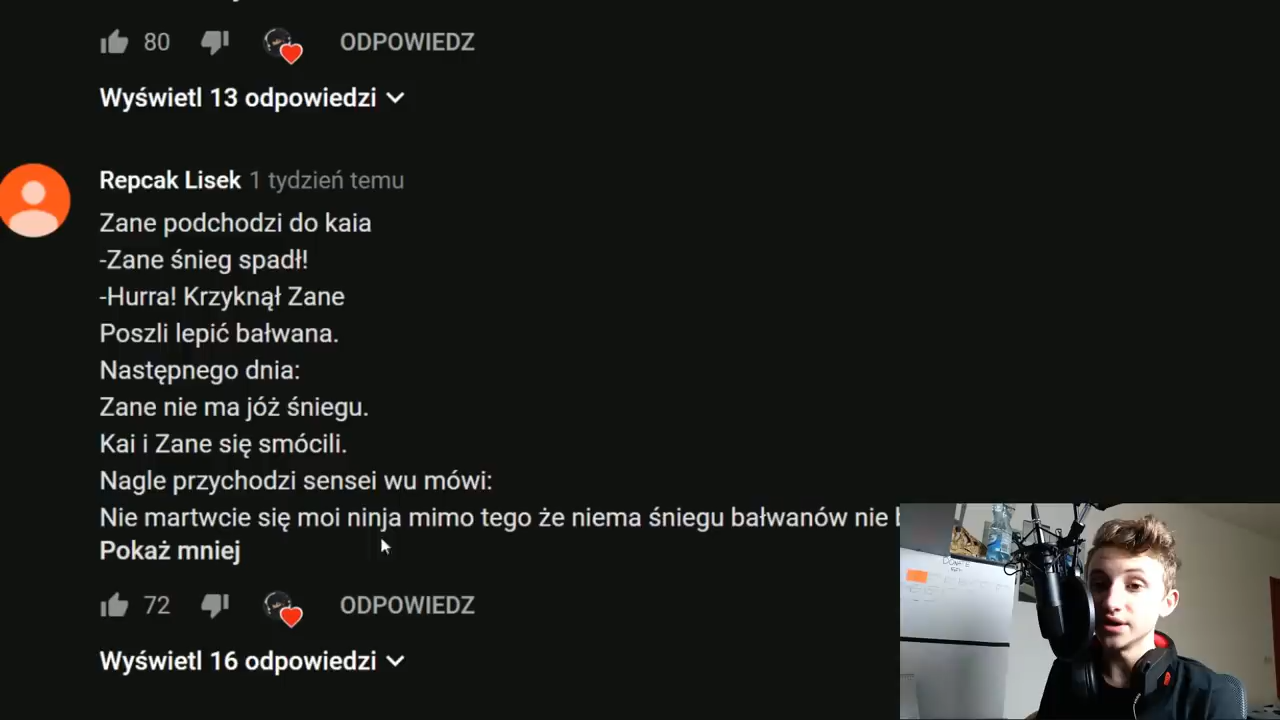 80 ODPOWIEDZ
Wyświetl 13 odpowiedzi
Repcak Lisek 1 tydzień temu
Zane podchodzi do kaia
-Zane śnieg spadł!
-Hurra! Krzyknął Zane
Poszli lepić bałwana.
Następnego dnia:
Zane nie ma jóż śniegu.
Kai i Zane się smócili.
Nagle przychodzi sensei wu mówi:
Nie martwcie się moi ninja mimo tego że niema śniegu bałwanów nie
Pokaż mniej
72 ODPOWIEDZ
Wyświetl 16 odpowiedzi